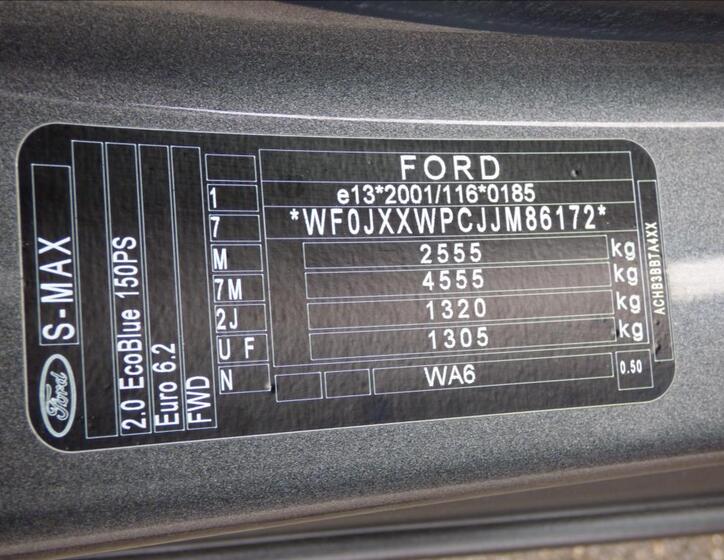 FORD
e13*2001/116*0185
*WF0JXXWPCJJM86172*
2555 kg
4555 kg
1320 kg
1305 kg
WA6
0.50
1
7
M
7M
2J
U F
N
S-MAX
Ford
2.0 EcoBlue 150PS
Euro 6.2
FWD
ACHB3BBTA4XX